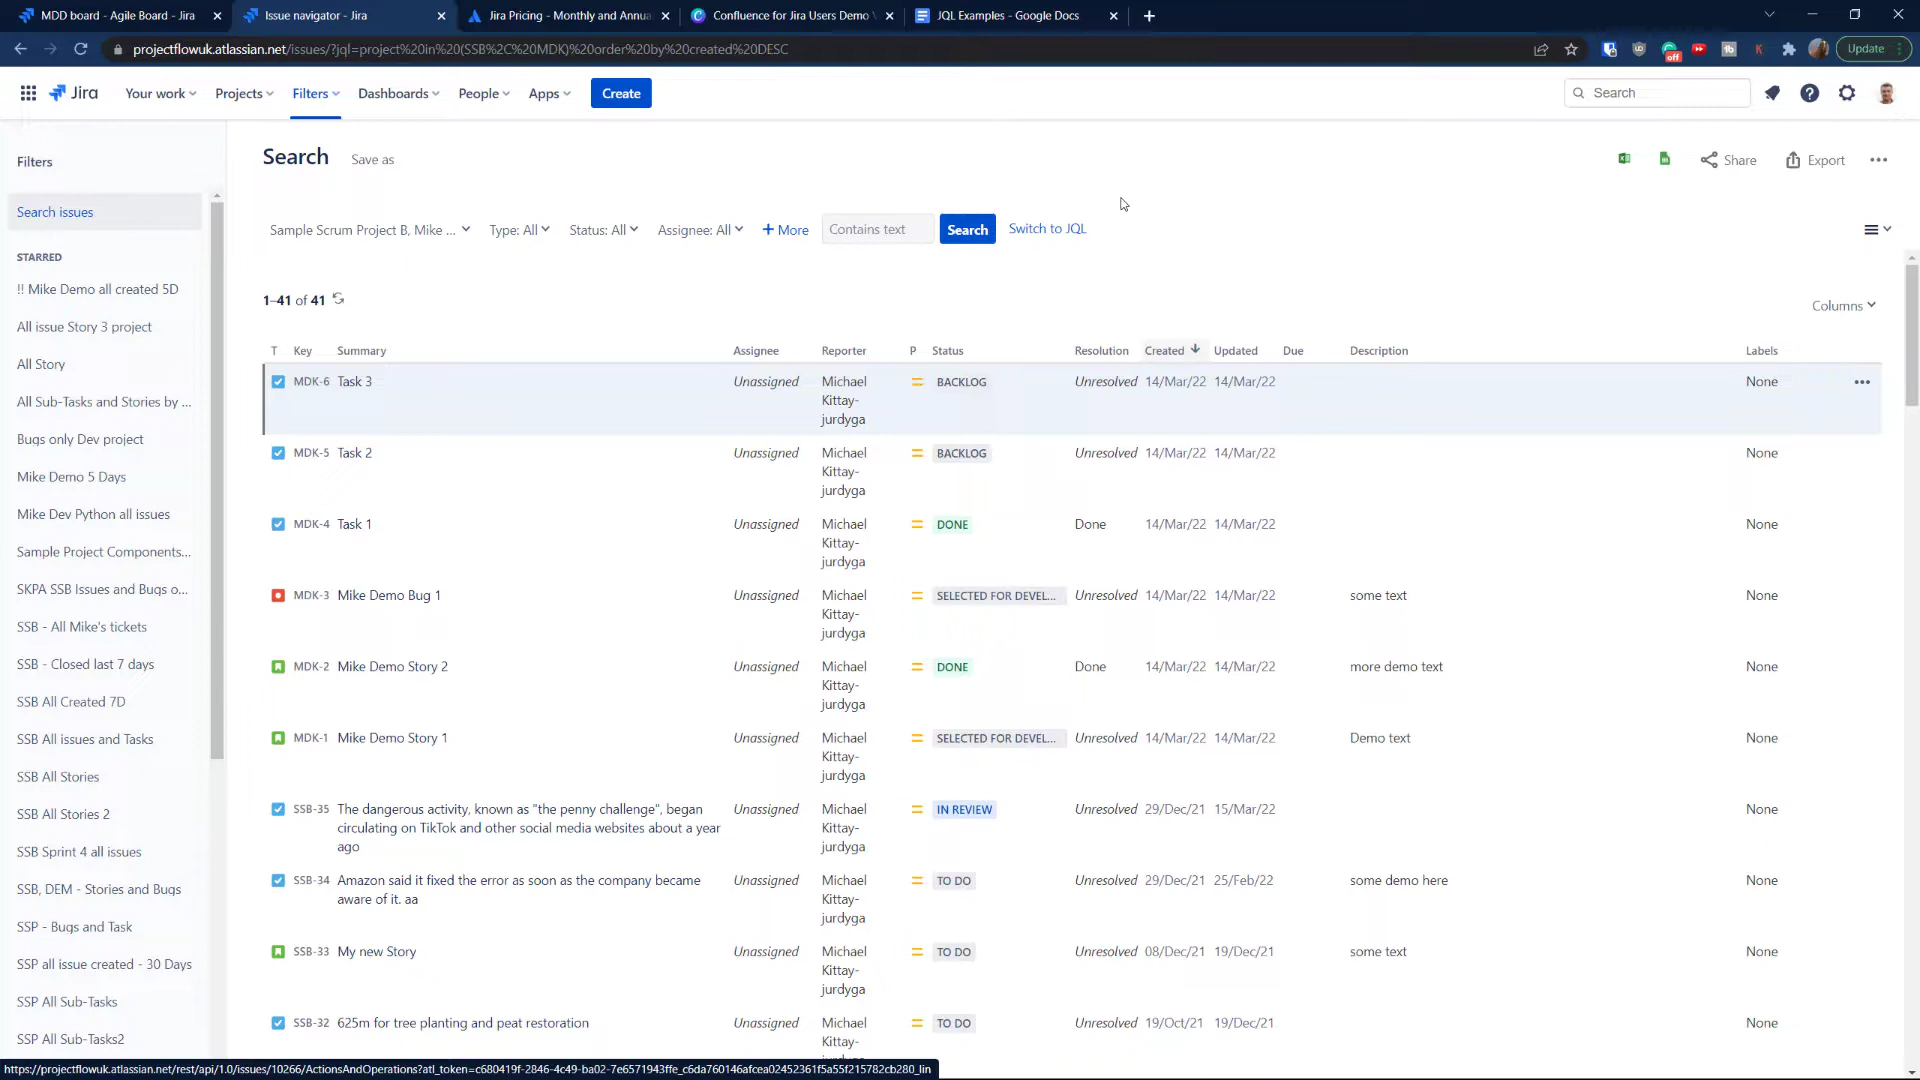 MDD board - Agile Board - Jira
Issue navigator - Jira
Jira Pricing - Monthly and Annua
Confluence for Jira Users Demo V
JQL Examples - Google Docs
projectflowuk.atlassian.net/issues/?jql=project%20in%20(SSB%2C%20MDK)%20order%20by%20created%20DESC
off
Update
Jira
Your work
Projects
Filters
Dashboards
People
Apps
Create
Search
Filters
Search issues
STARRED
!! Mike Demo all created 5D
All issue Story 3 project
All Story
All Sub-Tasks and Stories by ...
Bugs only Dev project
Mike Demo 5 Days
Mike Dev Python all issues
Sample Project Components...
SKPA SSB Issues and Bugs o...
SSB - All Mike's tickets
SSB - Closed last 7 days
SSB All Created 7D
SSB All issues and Tasks
SSB All Stories
SSB All Stories 2
SSB Sprint 4 all issues
SSB, DEM - Stories and Bugs
SSP - Bugs and Task
SSP all issue created - 30 Days
SSP All Sub-Tasks
SSP All Sub-Tasks2
Search Save as
Share Export
Sample Scrum Project B, Mike ... Type: All Status: All Assignee: All + More Contains text Search Switch to JQL
1–41 of 41
Columns
T Key Summary Assignee Reporter P Status Resolution Created Updated Due Description Labels
MDK-6 Task 3 Unassigned Michael BACKLOG Unresolved 14/Mar/22 14/Mar/22 None
Kittay-
jurdyga
MDK-5 Task 2 Unassigned Michael BACKLOG Unresolved 14/Mar/22 14/Mar/22 None
Kittay-
jurdyga
MDK-4 Task 1 Unassigned Michael DONE Done 14/Mar/22 14/Mar/22 None
Kittay-
jurdyga
MDK-3 Mike Demo Bug 1 Unassigned Michael SELECTED FOR DEVEL... Unresolved 14/Mar/22 14/Mar/22 some text None
Kittay-
jurdyga
MDK-2 Mike Demo Story 2 Unassigned Michael DONE Done 14/Mar/22 14/Mar/22 more demo text None
Kittay-
jurdyga
MDK-1 Mike Demo Story 1 Unassigned Michael SELECTED FOR DEVEL... Unresolved 14/Mar/22 14/Mar/22 Demo text None
Kittay-
jurdyga
SSB-35 The dangerous activity, known as "the penny challenge", began Unassigned Michael IN REVIEW Unresolved 29/Dec/21 15/Mar/22 None
circulating on TikTok and other social media websites about a year Kittay-
ago jurdyga
SSB-34 Amazon said it fixed the error as soon as the company became Unassigned Michael TO DO Unresolved 29/Dec/21 25/Feb/22 some demo here None
aware of it. aa Kittay-
jurdyga
SSB-33 My new Story Unassigned Michael TO DO Unresolved 08/Dec/21 19/Dec/21 some text None
Kittay-
jurdyga
SSB-32 625m for tree planting and peat restoration Unassigned Michael TO DO Unresolved 19/Oct/21 19/Dec/21 None
Kittay-
https://projectflowuk.atlassian.net/rest/api/1.0/issues/10266/ActionsAndOperations?atl_token=c680419f-2846-4c49-ba02-7e6571943ffe_c6da760146afcea02452361f5a55f215782cb280_lin